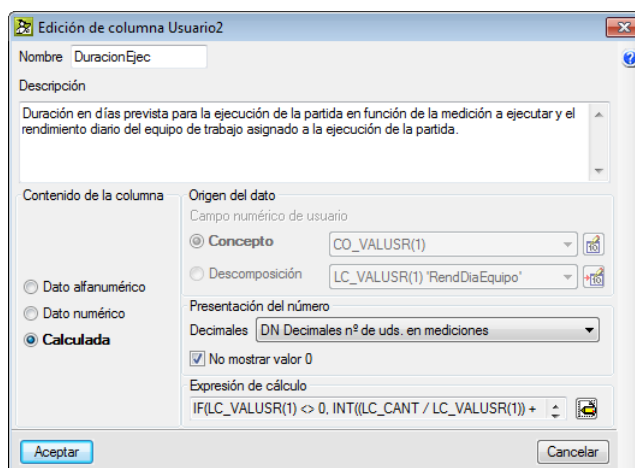 Edición de columna Usuario2
Nombre DuracionEjec
Descripción
Duración en días prevista para la ejecución de la partida en función de la medición a ejecutar y el
rendimiento diario del equipo de trabajo asignado a la ejecución de la partida.
Contenido de la columna
Dato alfanumérico
Dato numérico
Calculada
Origen del dato
Campo numérico de usuario
Concepto CO_VALUSR(1)
Descomposición LC_VALUSR(1) 'RendDiaEquipo'
Presentación del número
Decimales DN Decimales nº de uds. en mediciones
No mostrar valor 0
Expresión de cálculo
IF(LC_VALUSR(1) <> 0, INT((LC_CANT / LC_VALUSR(1)) +
Aceptar Cancelar